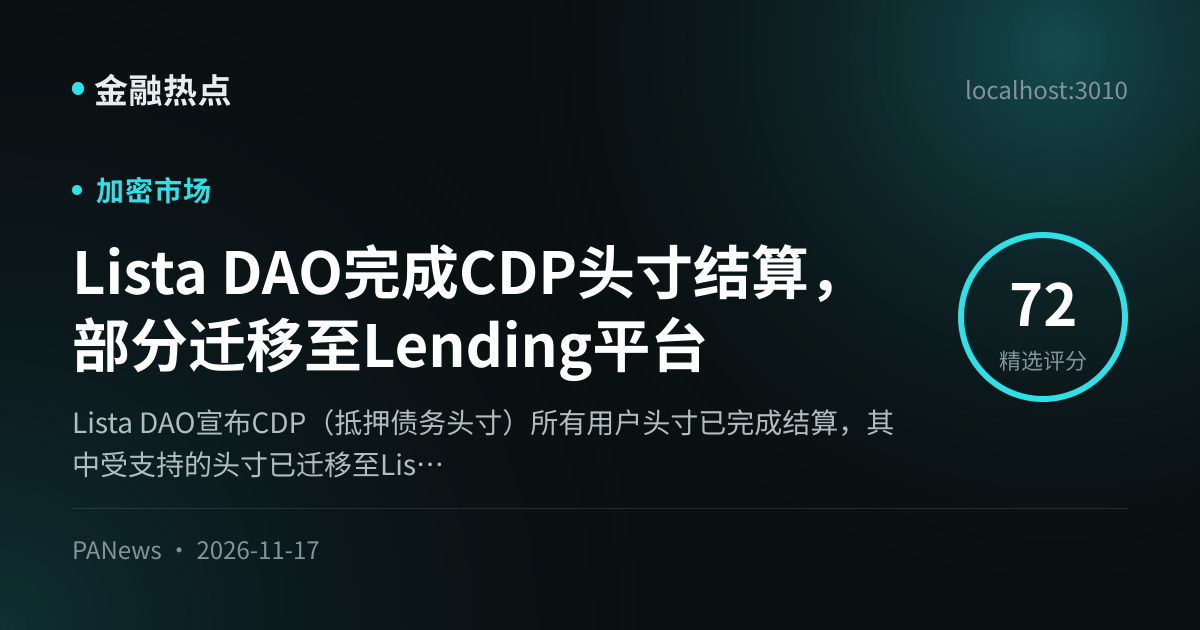 金融热点
localhost:3010
加密市场
Lista DAO完成CDP头寸结算，
部分迁移至Lending平台
72
精选评分
Lista DAO宣布CDP（抵押债务头寸）所有用户头寸已完成结算，其
中受支持的头寸已迁移至Lis…
PANews • 2026-11-17